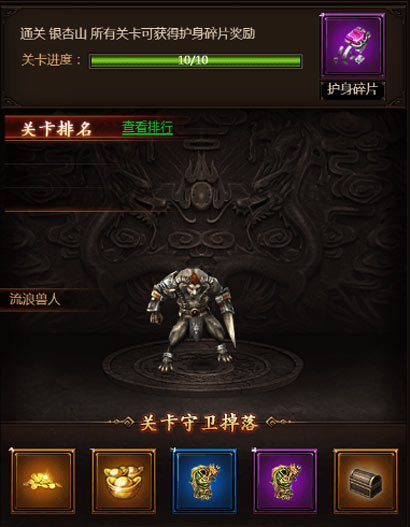 通关 银杏山 所有关卡可获得护身碎片奖励
关卡进度：
10/10
护身碎片
关卡排名
查看排行
流浪兽人
关卡守卫掉落